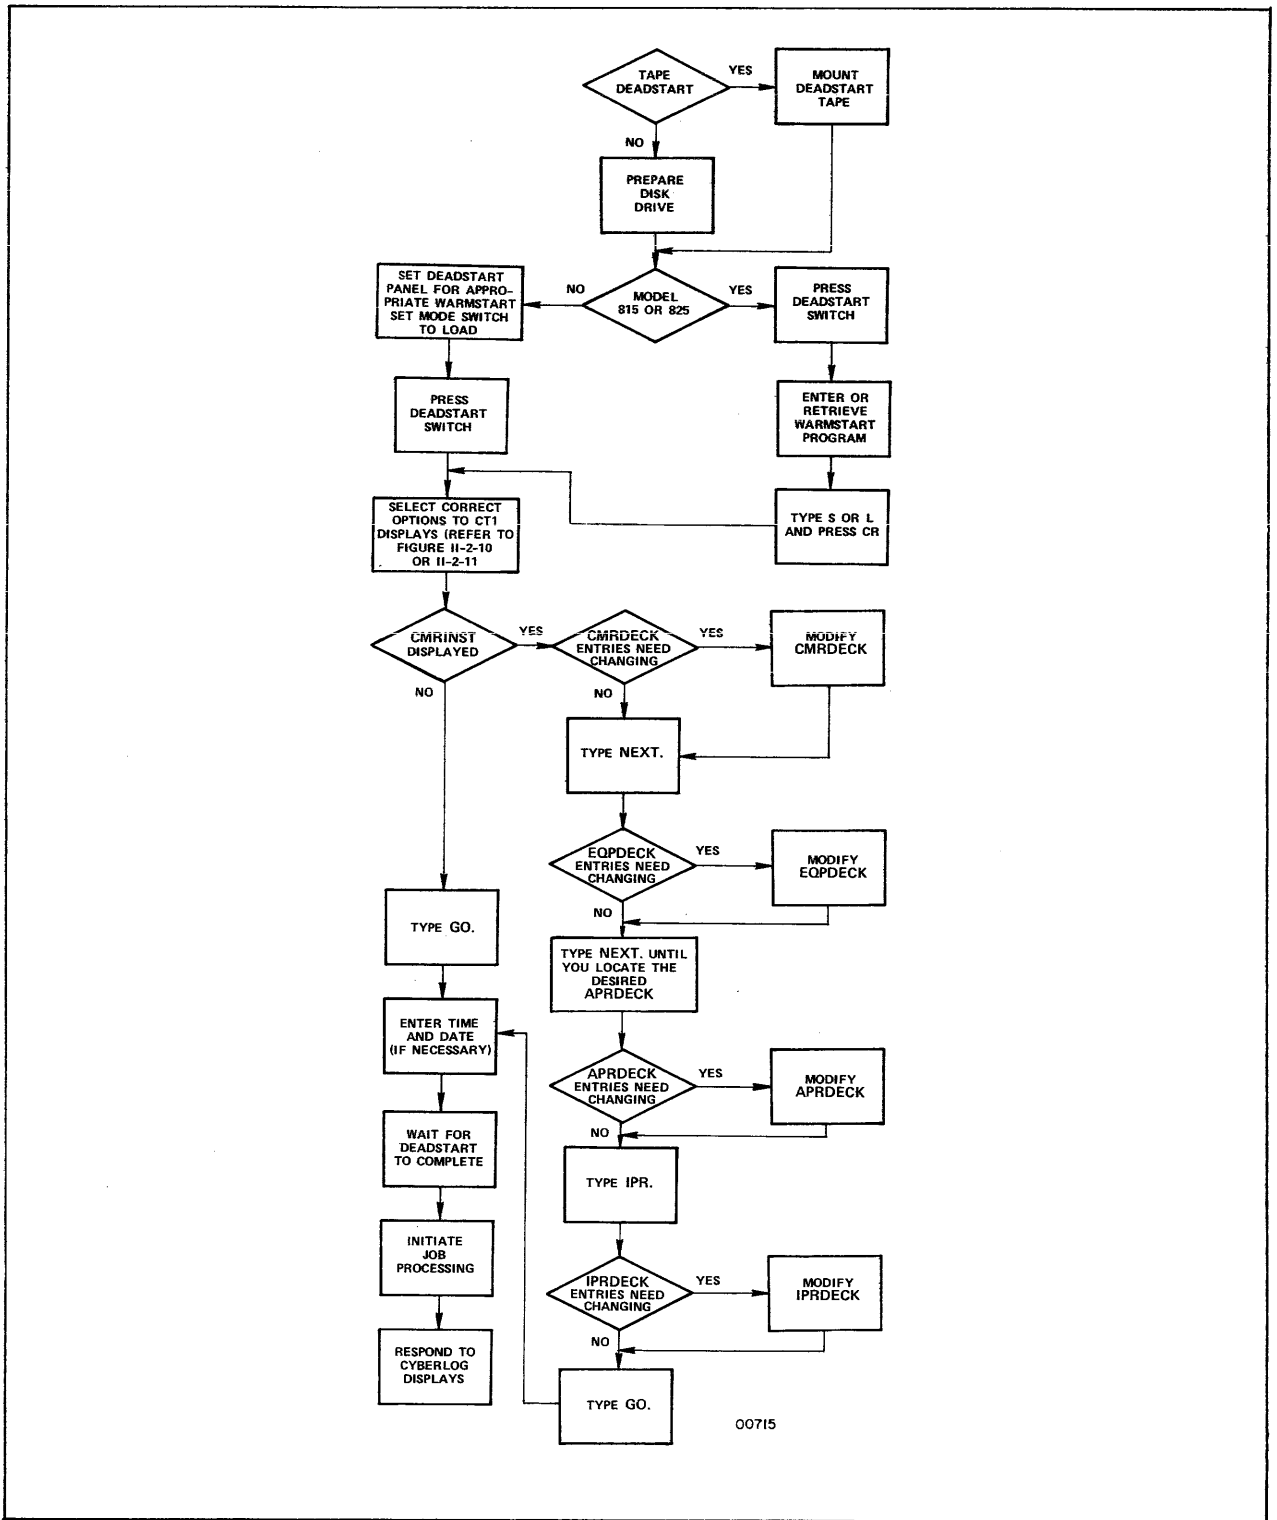 TAPE
DEADSTART
YES
MOUNT
DEADSTART
TAPE
NO
PREPARE
DISK
DRIVE
SET DEADSTART
PANEL FOR APPRO-
PRIATE WARMSTART
SET MODE SWITCH
TO LOAD
NO
MODEL
815 OR 825
YES
PRESS
DEADSTART
SWITCH
PRESS
DEADSTART
SWITCH
ENTER OR
RETRIEVE
WARMSTART
PROGRAM
SELECT CORRECT
OPTIONS TO CT1
DISPLAYS (REFER TO
FIGURE II-2-10
OR II-2-11
TYPE S OR L
AND PRESS CR
CMRINST
DISPLAYED
YES
CMRDECK
ENTRIES NEED
CHANGING
YES
MODIFY
CMRDECK
NO
NO
TYPE NEXT.
EQPDECK
ENTRIES NEED
CHANGING
YES
MODIFY
EQPDECK
NO
TYPE GO.
TYPE NEXT. UNTIL
YOU LOCATE THE
DESIRED
APRDECK
ENTER TIME
AND DATE
(IF NECESSARY)
APRDECK
ENTRIES NEED
CHANGING
YES
MODIFY
APRDECK
NO
WAIT FOR
DEADSTART
TO COMPLETE
TYPE IPR.
INITIATE
JOB
PROCESSING
IPRDECK
ENTRIES NEED
CHANGING
YES
MODIFY
IPRDECK
NO
RESPOND TO
CYBERLOG
DISPLAYS
TYPE GO.
00715